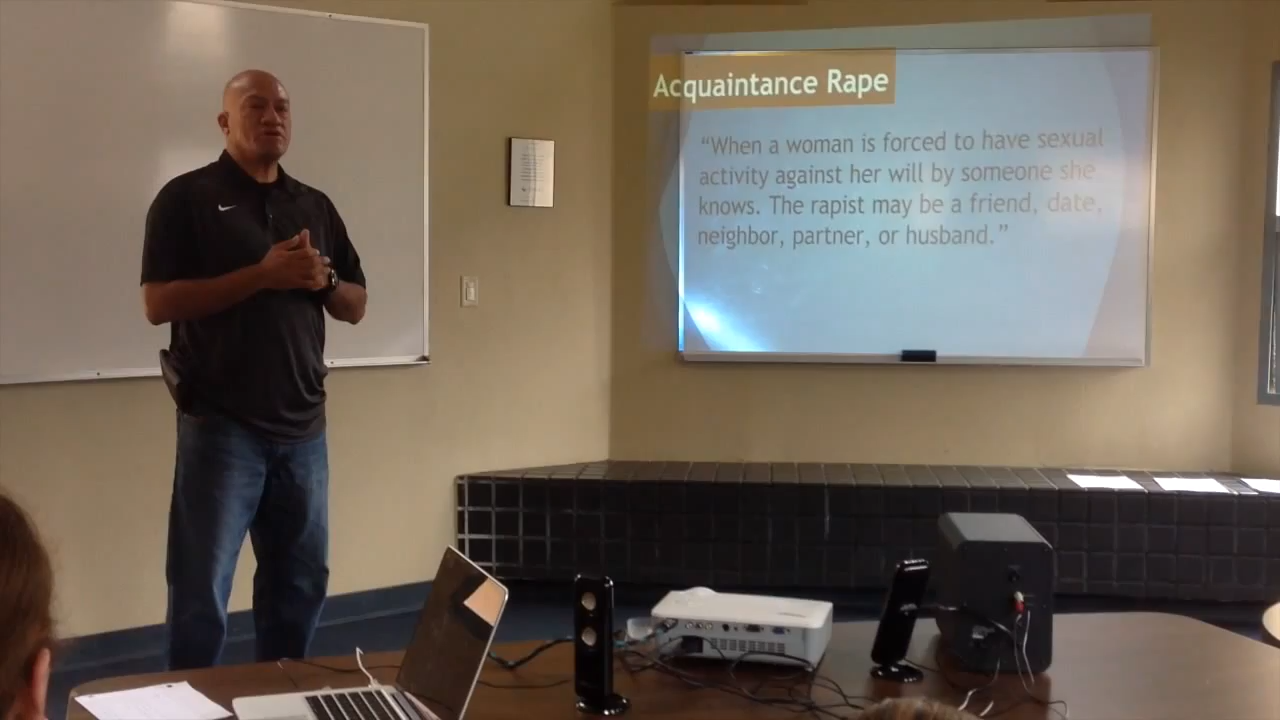 Acquaintance Rape
“When a woman is forced to have sexual
activity against her will by someone she
knows. The rapist may be a friend, date,
neighbor, partner, or husband.”